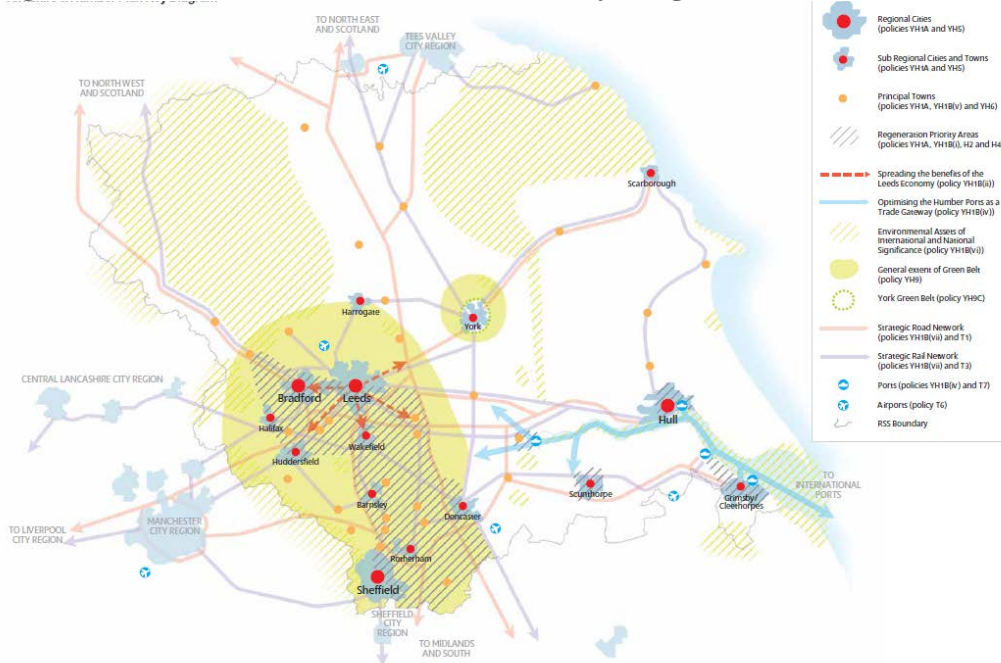 TO NORTH EAST
AND SCOTLAND
TEES VALLEY
CITY REGION
TO NORTH WEST
AND SCOTLAND
Scarborough
Harrogate
York
CENTRAL LANCASHIRE CITY REGION
Bradford
Leeds
Hull
Halifax
Wakefield
Huddersfield
Barnsley
Doncaster
Scunthorpe
Grimsby/
Cleethorpes
TO
INTERNATIONAL
PORTS
TO LIVERPOOL
CITY REGION
MANCHESTER
CITY REGION
Rotherham
Sheffield
SHEFFIELD
CITY
REGION
TO MIDLANDS
AND SOUTH
Regional Cities
(policies YH1A and YH5)
Sub Regional Cities and Towns
(policies YH1A and YH5)
Principal Towns
(policies YH1A, YH1B(v) and YH6)
Regeneration Priority Areas
(policies YH1A, YH1B(i), H2 and H4
Spreading the benefits of the
Leeds Economy (policy YH1B(ii))
Optimising the Humber Ports as a
Trade Gateway (policy YH1B(iv))
Environmental Assets of
International and National
Significance (policy YH1B(vi))
General extent of Green Belt
(policy YH9)
York Green Belt (policy YH9C)
Strategic Road Network
(policies YH1B(vii) and T1)
Strategic Rail Network
(policies YH1B(vii) and T3)
Ports (policies YH1B(iv) and T7)
Airports (policy T6)
RSS Boundary